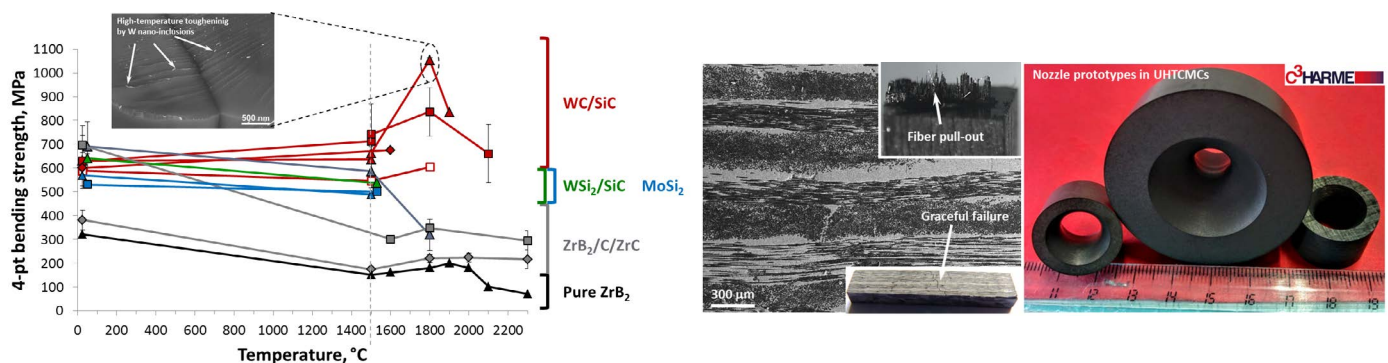 High-temperature toughneinig
by W nano-inclusions
500 nm
4-pt bending strength, MPa
1100
1000
900
800
700
600
500
400
300
200
100
0
0 200 400 600 800 1000 1200 1400 1600 1800 2000 2200
Temperature, °C
WC/SiC
WSi₂/SiC
MoSi₂
ZrB₂/C/ZrC
Pure ZrB₂
Fiber pull-out
Graceful failure
300 µm
Nozzle prototypes in UHTCMCs
C³HARME
11 12 13 14 15 16 17 18 19